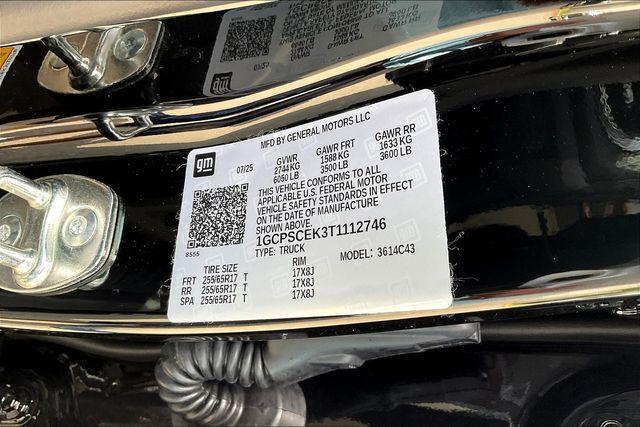 MFD BY GENERAL MOTORS LLC
gm 07/25
GVWR GAWR FRT GAWR RR
2744 KG 1588 KG 1633 KG
6050 LB 3500 LB 3600 LB
THIS VEHICLE CONFORMS TO ALL
APPLICABLE U.S. FEDERAL MOTOR
VEHICLE SAFETY STANDARDS IN EFFECT
ON THE DATE OF MANUFACTURE
SHOWN ABOVE
1GCPSCEK3T1112746
8555 TYPE: TRUCK MODEL: 3614C43
TIRE SIZE RIM
FRT 255/65R17 T 17X8J
RR 255/65R17 T 17X8J
SPA 255/65R17 T 17X8J